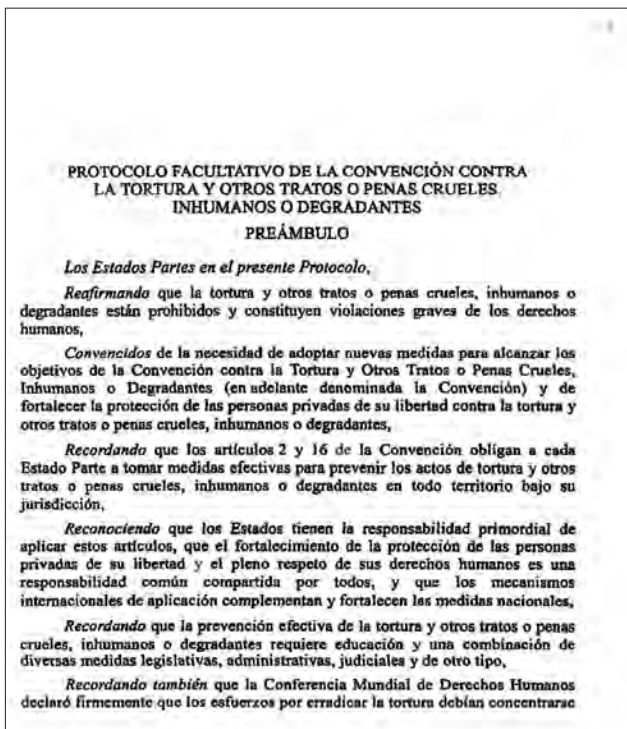 PROTOCOLO FACULTATIVO DE LA CONVENCIÓN CONTRA
LA TORTURA Y OTROS TRATOS O PENAS CRUELES
INHUMANOS O DEGRADANTES
PREÁMBULO
Los Estados Partes en el presente Protocolo,
Reafirmando que la tortura y otros tratos o penas crueles, inhumanos o
degradantes están prohibidos y constituyen violaciones graves de los derechos
humanos,
Convencidos de la necesidad de adoptar nuevas medidas para alcanzar los
objetivos de la Convención contra la Tortura y Otros Tratos o Penas Crueles,
Inhumanos o Degradantes (en adelante denominada la Convención) y de
fortalecer la protección de las personas privadas de su libertad contra la tortura y
otros tratos o penas crueles, inhumanos o degradantes,
Recordando que los artículos 2 y 16 de la Convención obligan a cada
Estado Parte a tomar medidas efectivas para prevenir los actos de tortura y otros
tratos o penas crueles, inhumanos o degradantes en todo territorio bajo su
jurisdicción,
Reconociendo que los Estados tienen la responsabilidad primordial de
aplicar estos artículos, que el fortalecimiento de la protección de las personas
privadas de su libertad y el pleno respeto de sus derechos humanos es una
responsabilidad común compartida por todos, y que los mecanismos
internacionales de aplicación complementan y fortalecen las medidas nacionales,
Recordando que la prevención efectiva de la tortura y otros tratos o penas
crueles, inhumanos o degradantes requiere educación y una combinación de
diversas medidas legislativas, administrativas, judiciales y de otro tipo,
Recordando también que la Conferencia Mundial de Derechos Humanos
declaró firmemente que los esfuerzos por erradicar la tortura debían concentrarse